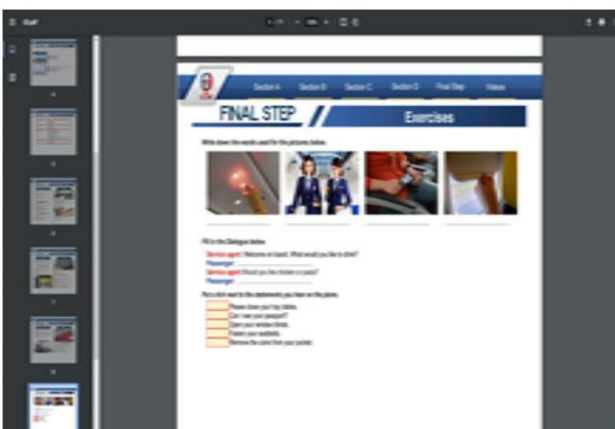 Section A Section B Section C Section D Final Step Videos
FINAL STEP Exercises
Write down the words used for the pictures below.
Fill in the Dialogue below.
Service agent: Welcome on board. What would you like to drink?
Passenger:
Service agent: Would you like chicken or pasta?
Passenger:
Put a tick next to the statements you hear on the plane.
Please close your tray tables.
Can I see your passport?
Open your window blinds.
Fasten your seatbelts.
Remove the coins from your pocket.